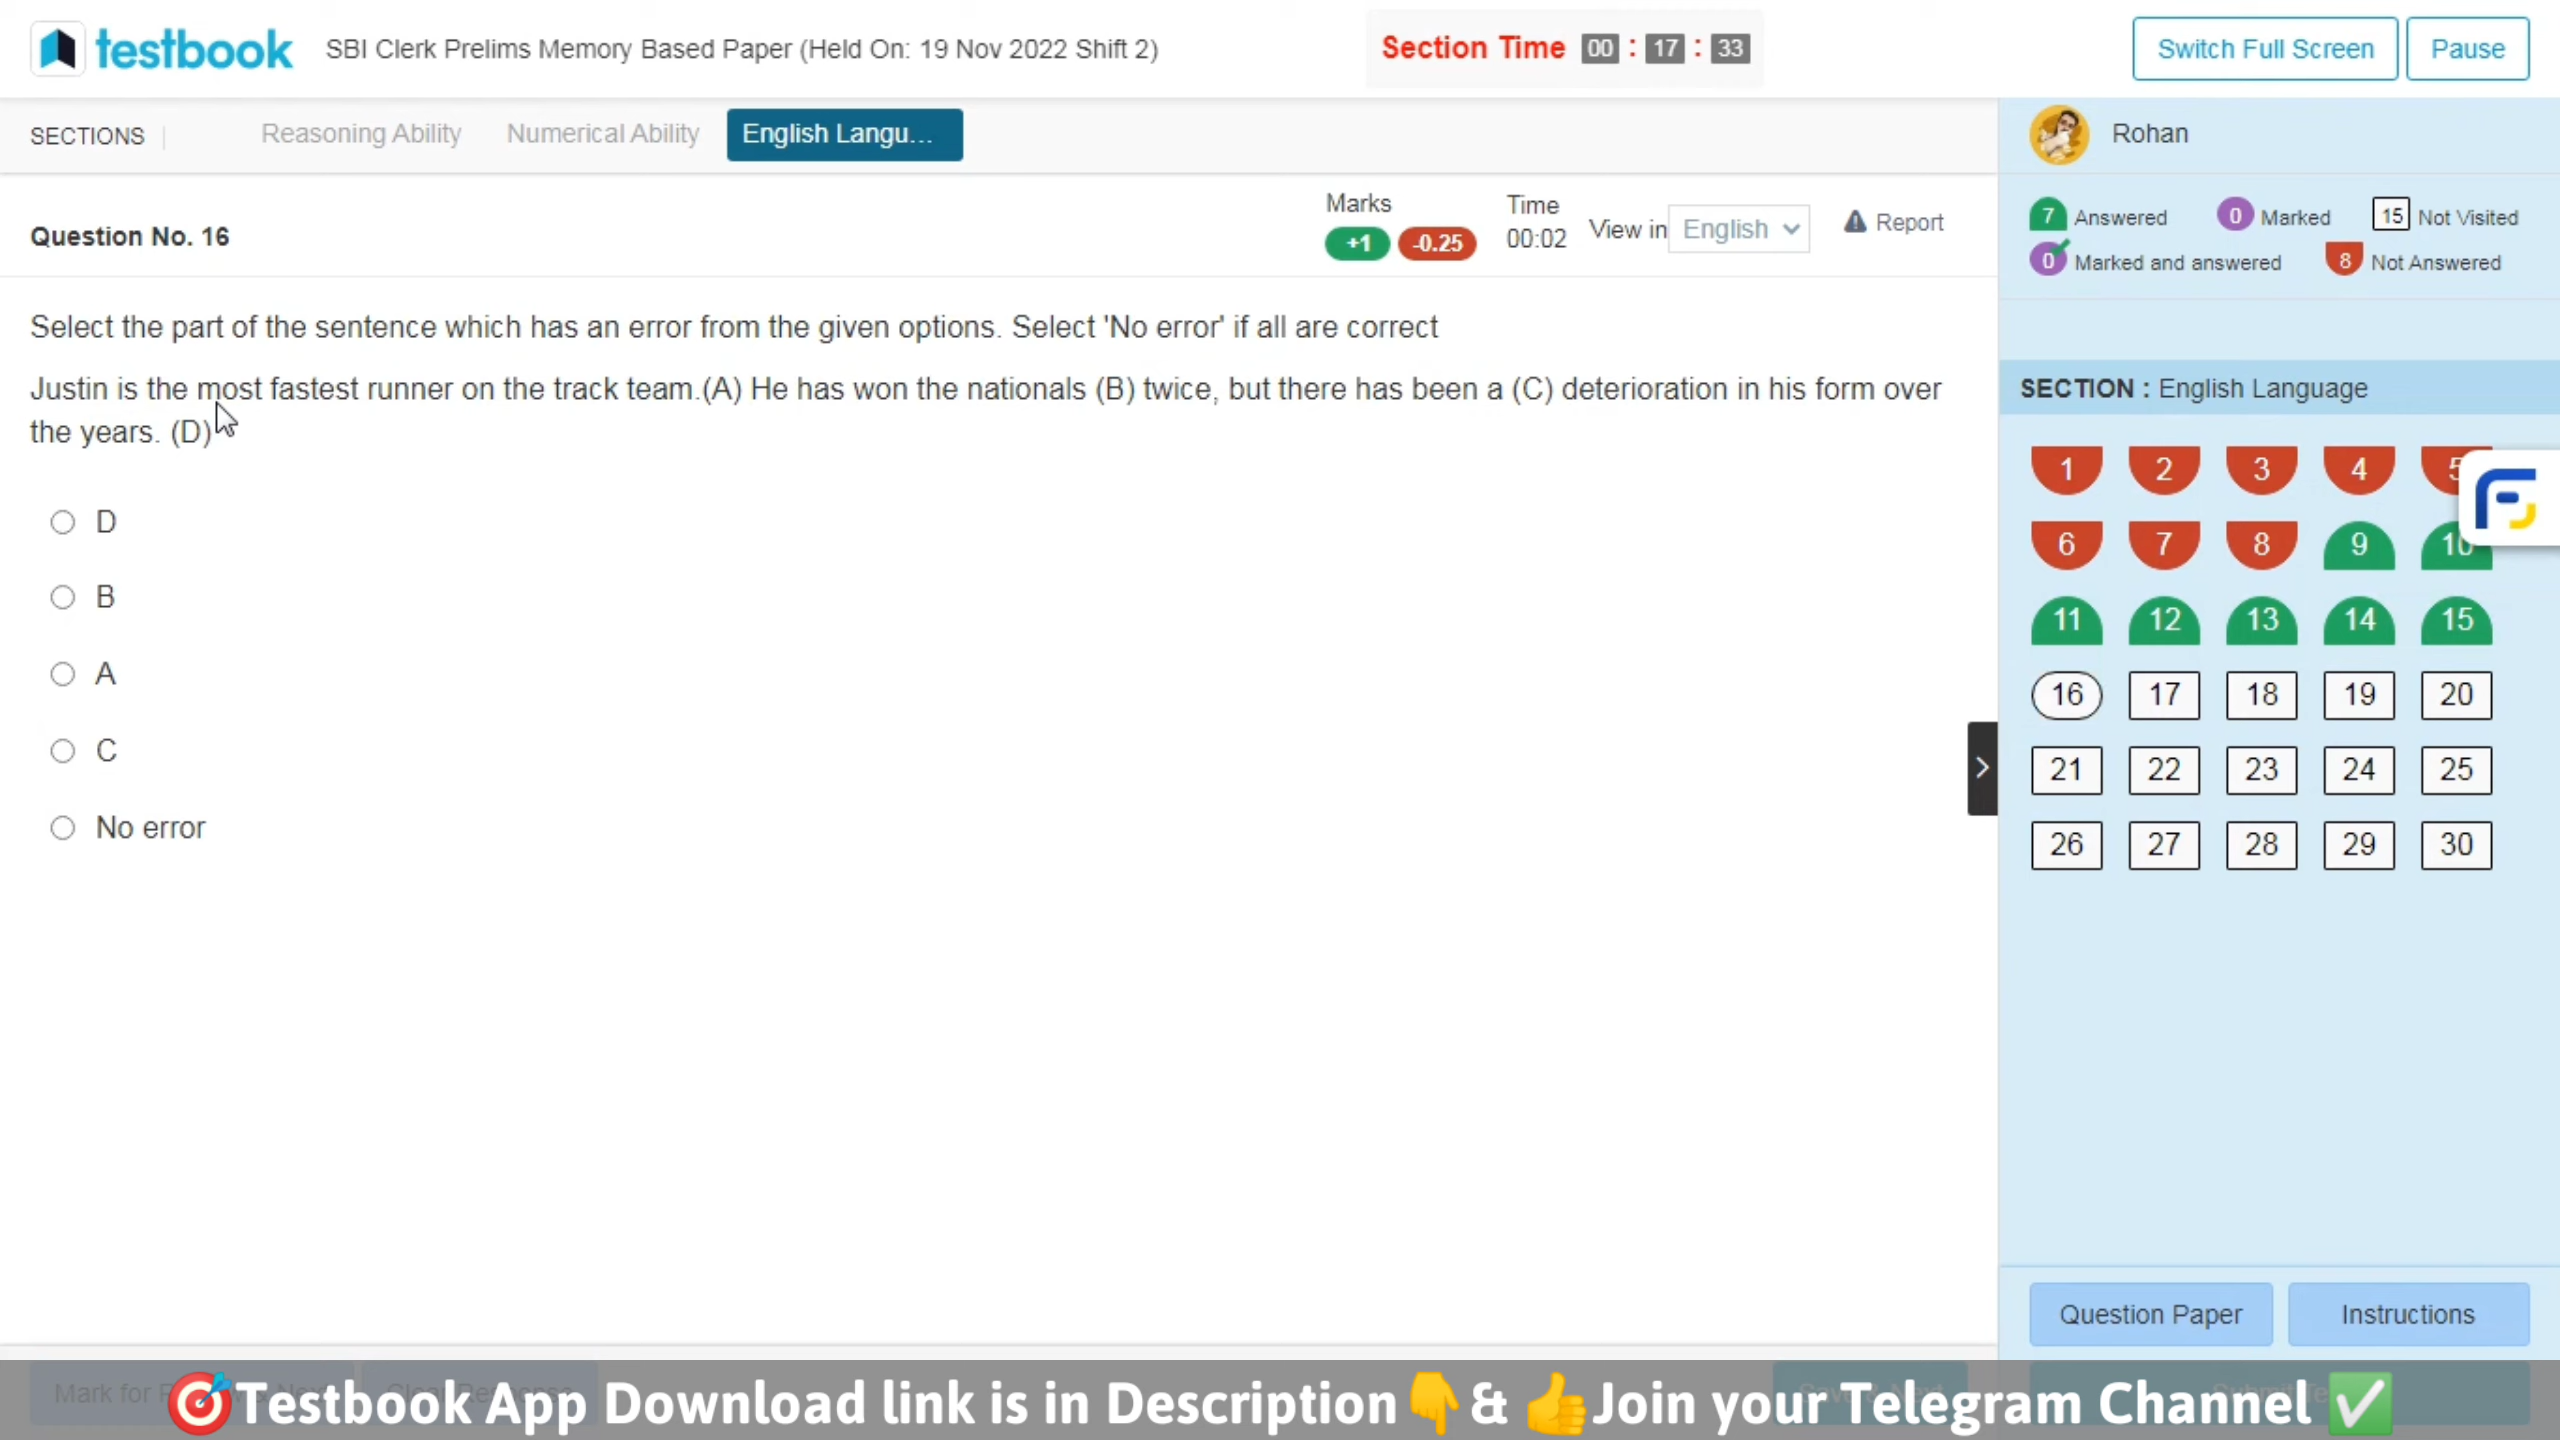 testbook SBI Clerk Prelims Memory Based Paper (Held On: 19 Nov 2022 Shift 2) Section Time 00 : 17 : 33 Switch Full Screen Pause
SECTIONS Reasoning Ability Numerical Ability English Langu... Rohan
Question No. 16
Marks
+1 -0.25
Time
00:02
View in English
Report
7 Answered 0 Marked 15 Not Visited
0 Marked and answered 8 Not Answered
Select the part of the sentence which has an error from the given options. Select 'No error' if all are correct
Justin is the most fastest runner on the track team.(A) He has won the nationals (B) twice, but there has been a (C) deterioration in his form over
the years. (D)
D
B
A
C
No error
SECTION : English Language
1 2 3 4 5
6 7 8 9 10
11 12 13 14 15
16 17 18 19 20
21 22 23 24 25
26 27 28 29 30
Question Paper Instructions
Mark for
Testbook App Download link is in Description & Join your Telegram Channel